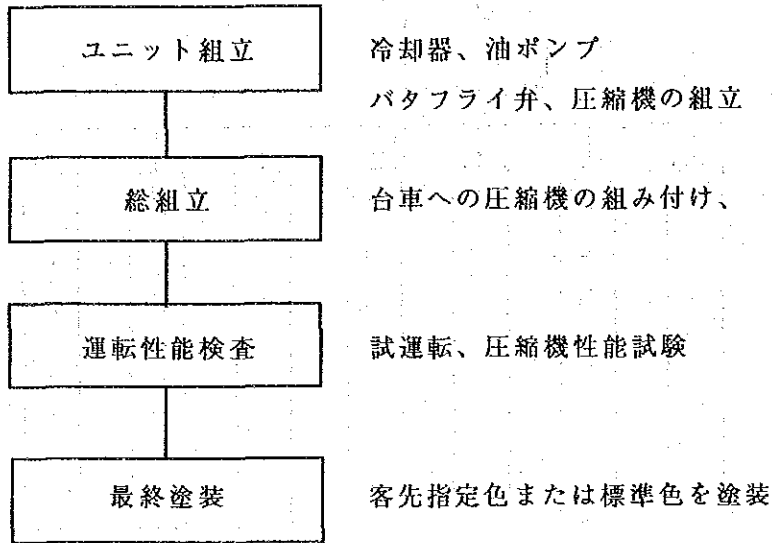 ユニット組立
冷却器、油ポンプ
バタフライ弁、圧縮機の組立
総組立
台車への圧縮機の組み付け、
運転性能検査
試運転、圧縮機性能試験
最終塗装
客先指定色または標準色を塗装